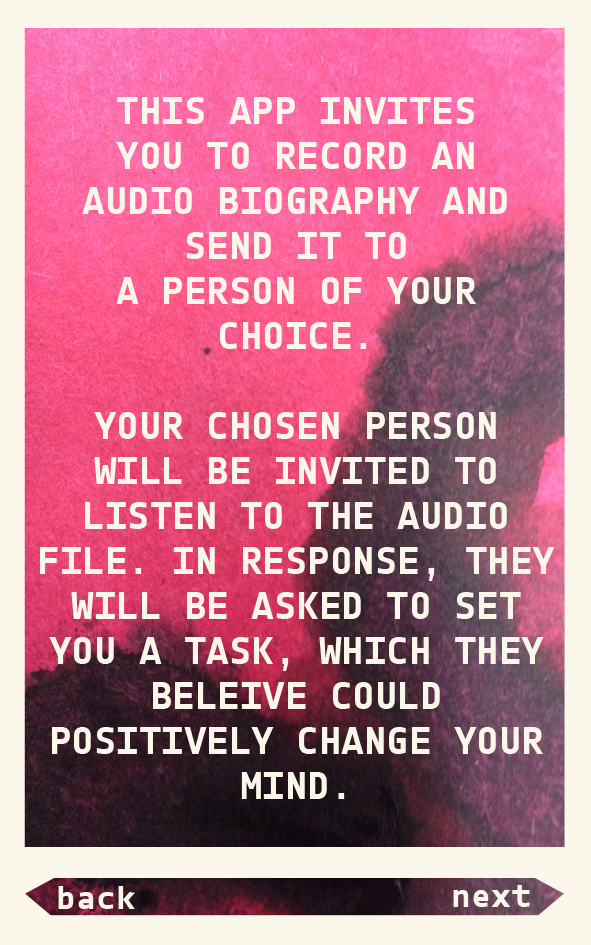 THIS APP INVITES
YOU TO RECORD AN
AUDIO BIOGRAPHY AND
SEND IT TO
A PERSON OF YOUR
CHOICE.
YOUR CHOSEN PERSON
WILL BE INVITED TO
LISTEN TO THE AUDIO
FILE. IN RESPONSE, THEY
WILL BE ASKED TO SET
YOU A TASK, WHICH THEY
BELEIVE COULD
POSITIVELY CHANGE YOUR
MIND.
back next